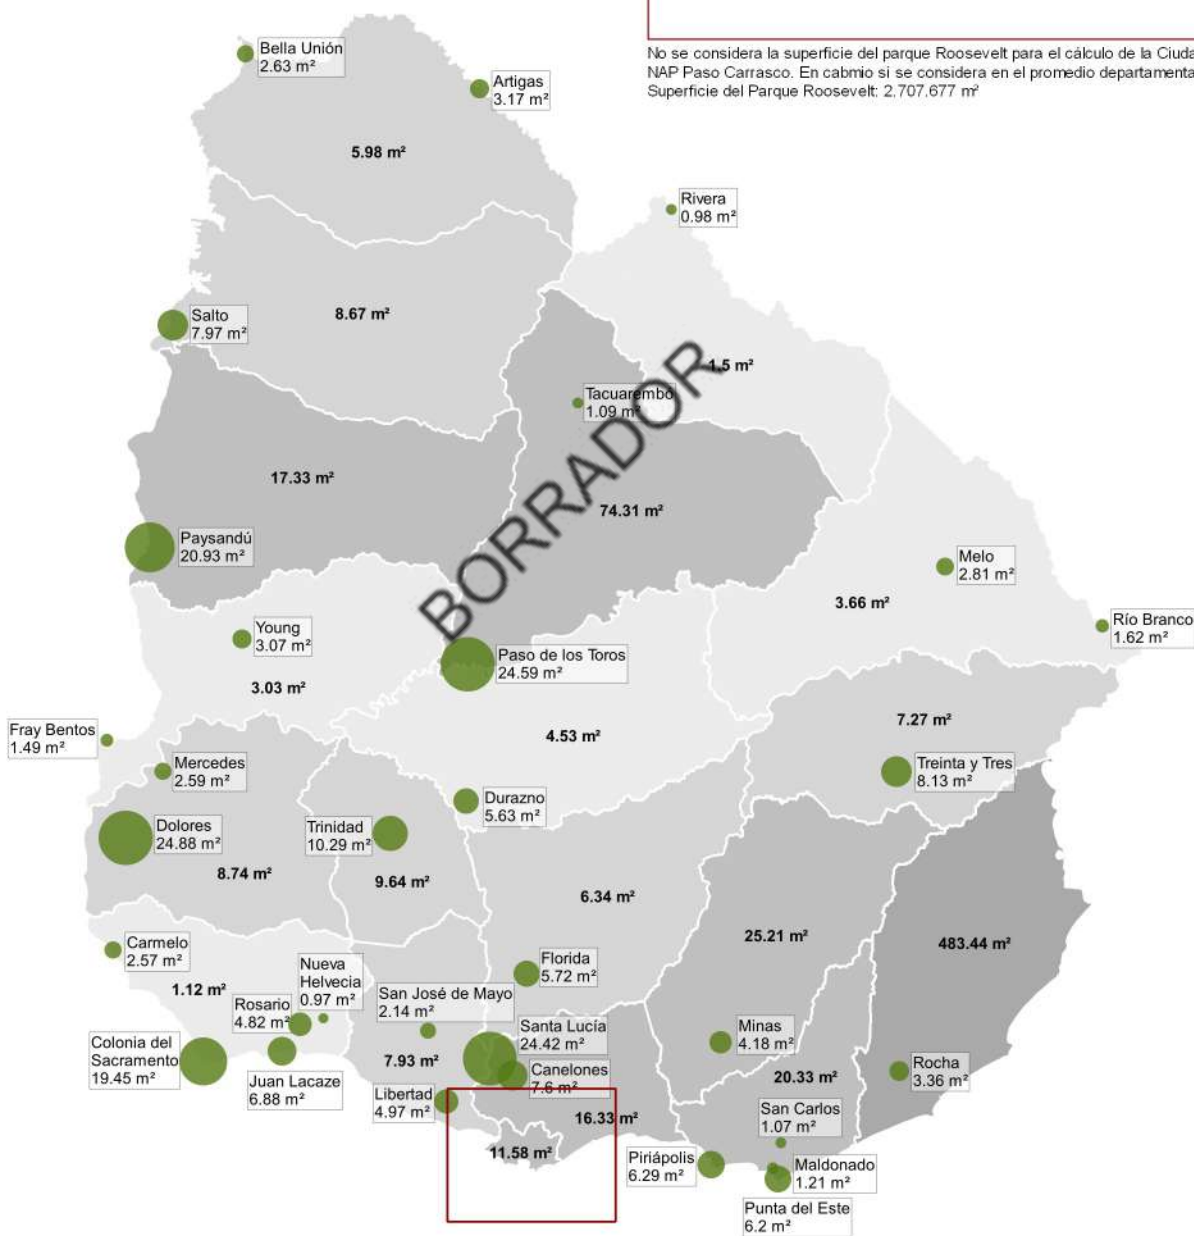 No se considera la superficie del parque Roosevelt para el cálculo de la Ciuda
NAP Paso Carrasco. En cabmio si se considera en el promedio departamenta
Superficie del Parque Roosevelt: 2.707.677 m²
Bella Unión
2.63 m²
Artigas
3.17 m²
5.98 m²
Rivera
0.98 m²
Salto
7.97 m²
8.67 m²
1.5 m²
Tacuarembó
1.09 m²
BORRADOR
17.33 m²
74.31 m²
Paysandú
20.93 m²
Melo
2.81 m²
3.66 m²
Río Branco
1.62 m²
Young
3.07 m²
3.03 m²
Paso de los Toros
24.59 m²
Fray Bentos
1.49 m²
4.53 m²
7.27 m²
Mercedes
2.59 m²
Treinta y Tres
8.13 m²
Durazno
5.63 m²
Dolores
24.88 m²
Trinidad
10.29 m²
8.74 m²
9.64 m²
6.34 m²
25.21 m²
483.44 m²
Carmelo
2.57 m²
1.12 m²
Nueva
Helvecia
0.97 m²
Florida
5.72 m²
San José de Mayo
2.14 m²
Rosario
4.82 m²
Santa Lucía
24.42 m²
Minas
4.18 m²
Colonia del
Sacramento
19.45 m²
7.93 m²
Canelones
7.6 m²
20.33 m²
Rocha
3.36 m²
Juan Lacaze
6.88 m²
Libertad
4.97 m²
16.33 m²
San Carlos
1.07 m²
11.58 m²
Piriápolis
6.29 m²
Maldonado
1.21 m²
Punta del Este
6.2 m²